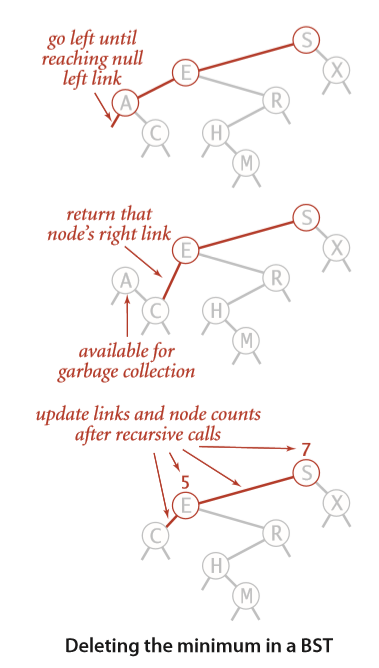 go left until
reaching null
left link
S
E
X
A
R
C
H
M
return that
node's right link
S
E
X
A
R
C
H
M
available for
garbage collection
update links and node counts
after recursive calls
7
S
5
E
X
C
R
H
M
Deleting the minimum in a BST